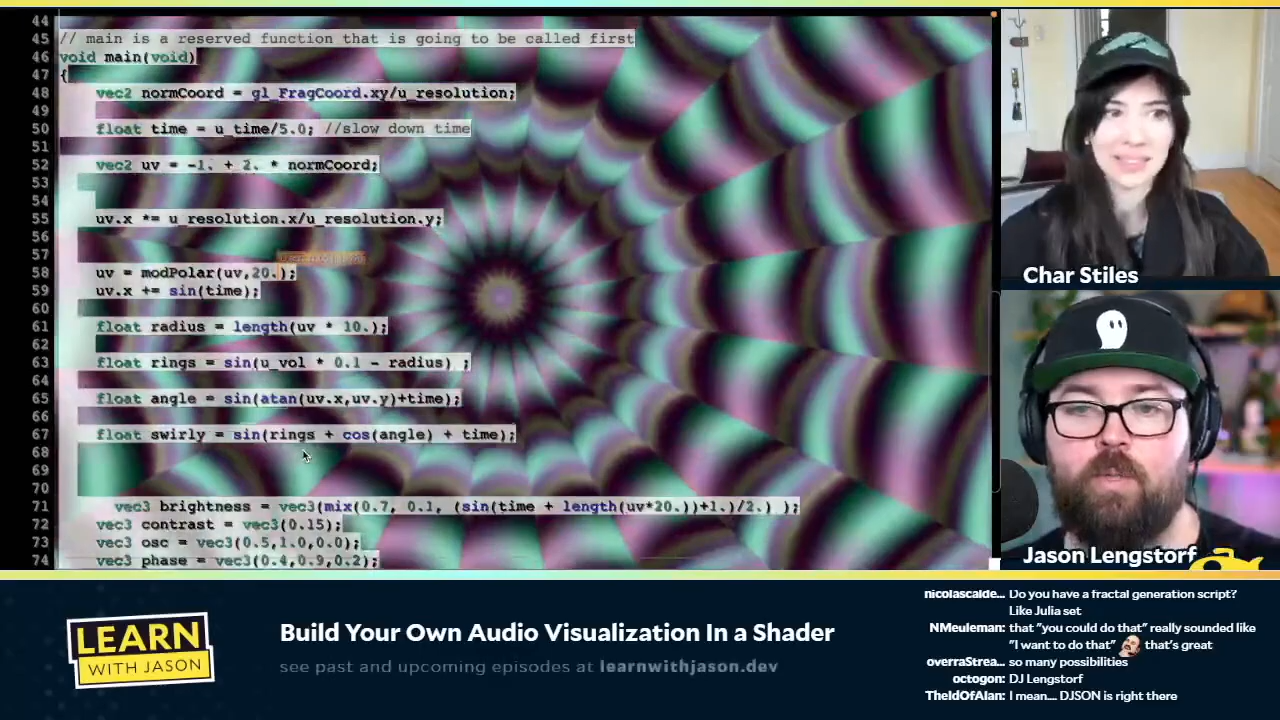 44
45 // main is a reserved function that is going to be called first
46 void main(void)
47 {
48 vec2 normCoord = gl_FragCoord.xy/u_resolution;
49
50 float time = u_time/5.0; //slow down time
51
52 vec2 uv = -1. + 2. * normCoord;
53
54
55 uv.x *= u_resolution.x/u_resolution.y;
56
57
58 uv = modPolar(uv,20.);
59 uv.x += sin(time);
60
61 float radius = length(uv * 10.);
62
63 float rings = sin(u_vol * 0.1 - radius) ;
64
65 float angle = sin(atan(uv.x,uv.y)+time);
66
67 float swirly = sin(rings + cos(angle) + time);
68
69
70
71 vec3 brightness = vec3(mix(0.7, 0.1, (sin(time + length(uv*20.))+1.)/2.) );
72 vec3 contrast = vec3(0.15);
73 vec3 osc = vec3(0.5,1.0,0.0);
74 vec3 phase = vec3(0.4,0.9,0.2);
Char Stiles
Jason Lengstorf
LEARN
WITH JASON
Build Your Own Audio Visualization In a Shader
see past and upcoming episodes at learnwithjason.dev
nicolascalde... Do you have a fractal generation script?
Like Julia set
NMeuleman: that "you could do that" really sounded like
"I want to do that" that's great
overraStrea... so many possibilities
octogon: DJ Lengstorf
TheIdOfAlan: I mean.... DJSON is right there